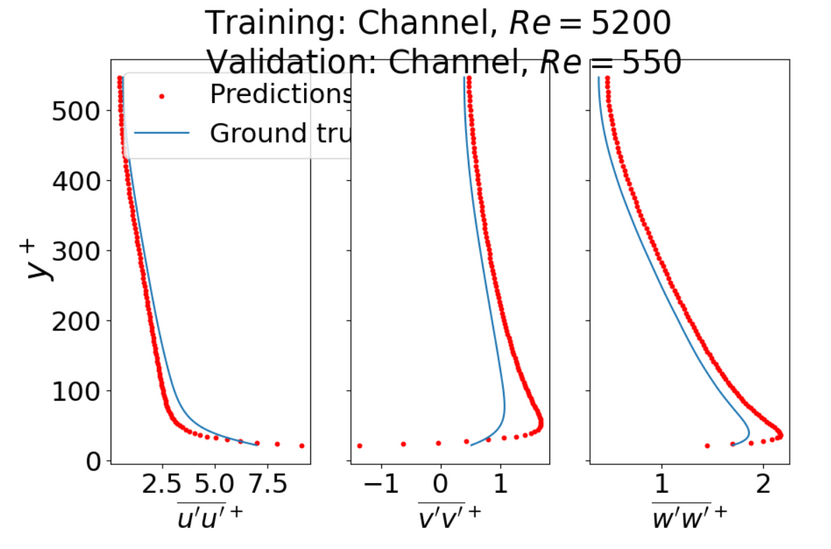 Training: Channel, Re = 5200
Validation: Channel, Re = 550
Predictions
Ground tru
y⁺
500
400
300
200
100
0
2.5 5.0 7.5
−1 0 1
1 2
u′u′⁺
v′v′⁺
w′w′⁺